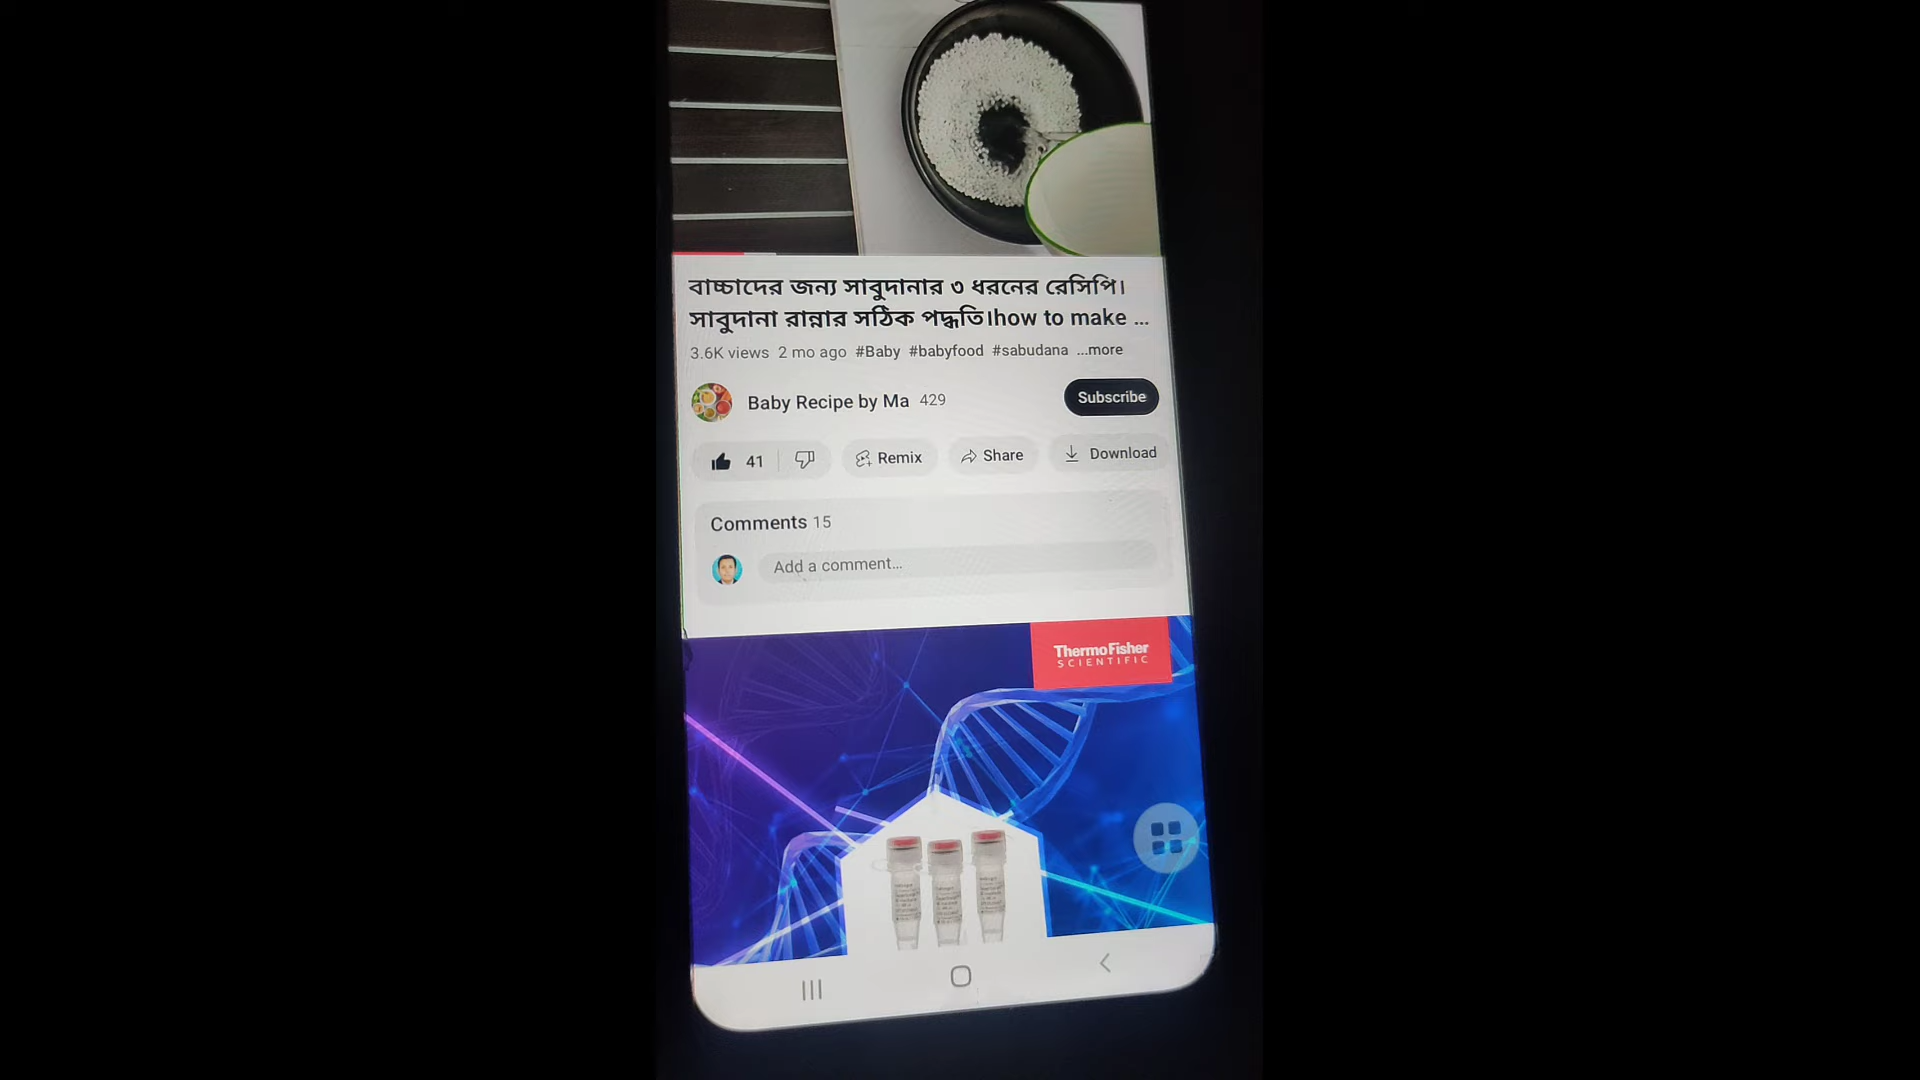 বাচ্চাদের জন্য সাবুদানার ৩ ধরনের রেসিপি।
সাবুদানা রান্নার সঠিক পদ্ধতি।how to make ...
3.6K views 2 mo ago #Baby #babyfood #sabudana ...more
Baby Recipe by Ma 429
Subscribe
41
Remix
Share
Download
Comments 15
Add a comment...
ThermoFisher
SCIENTIFIC